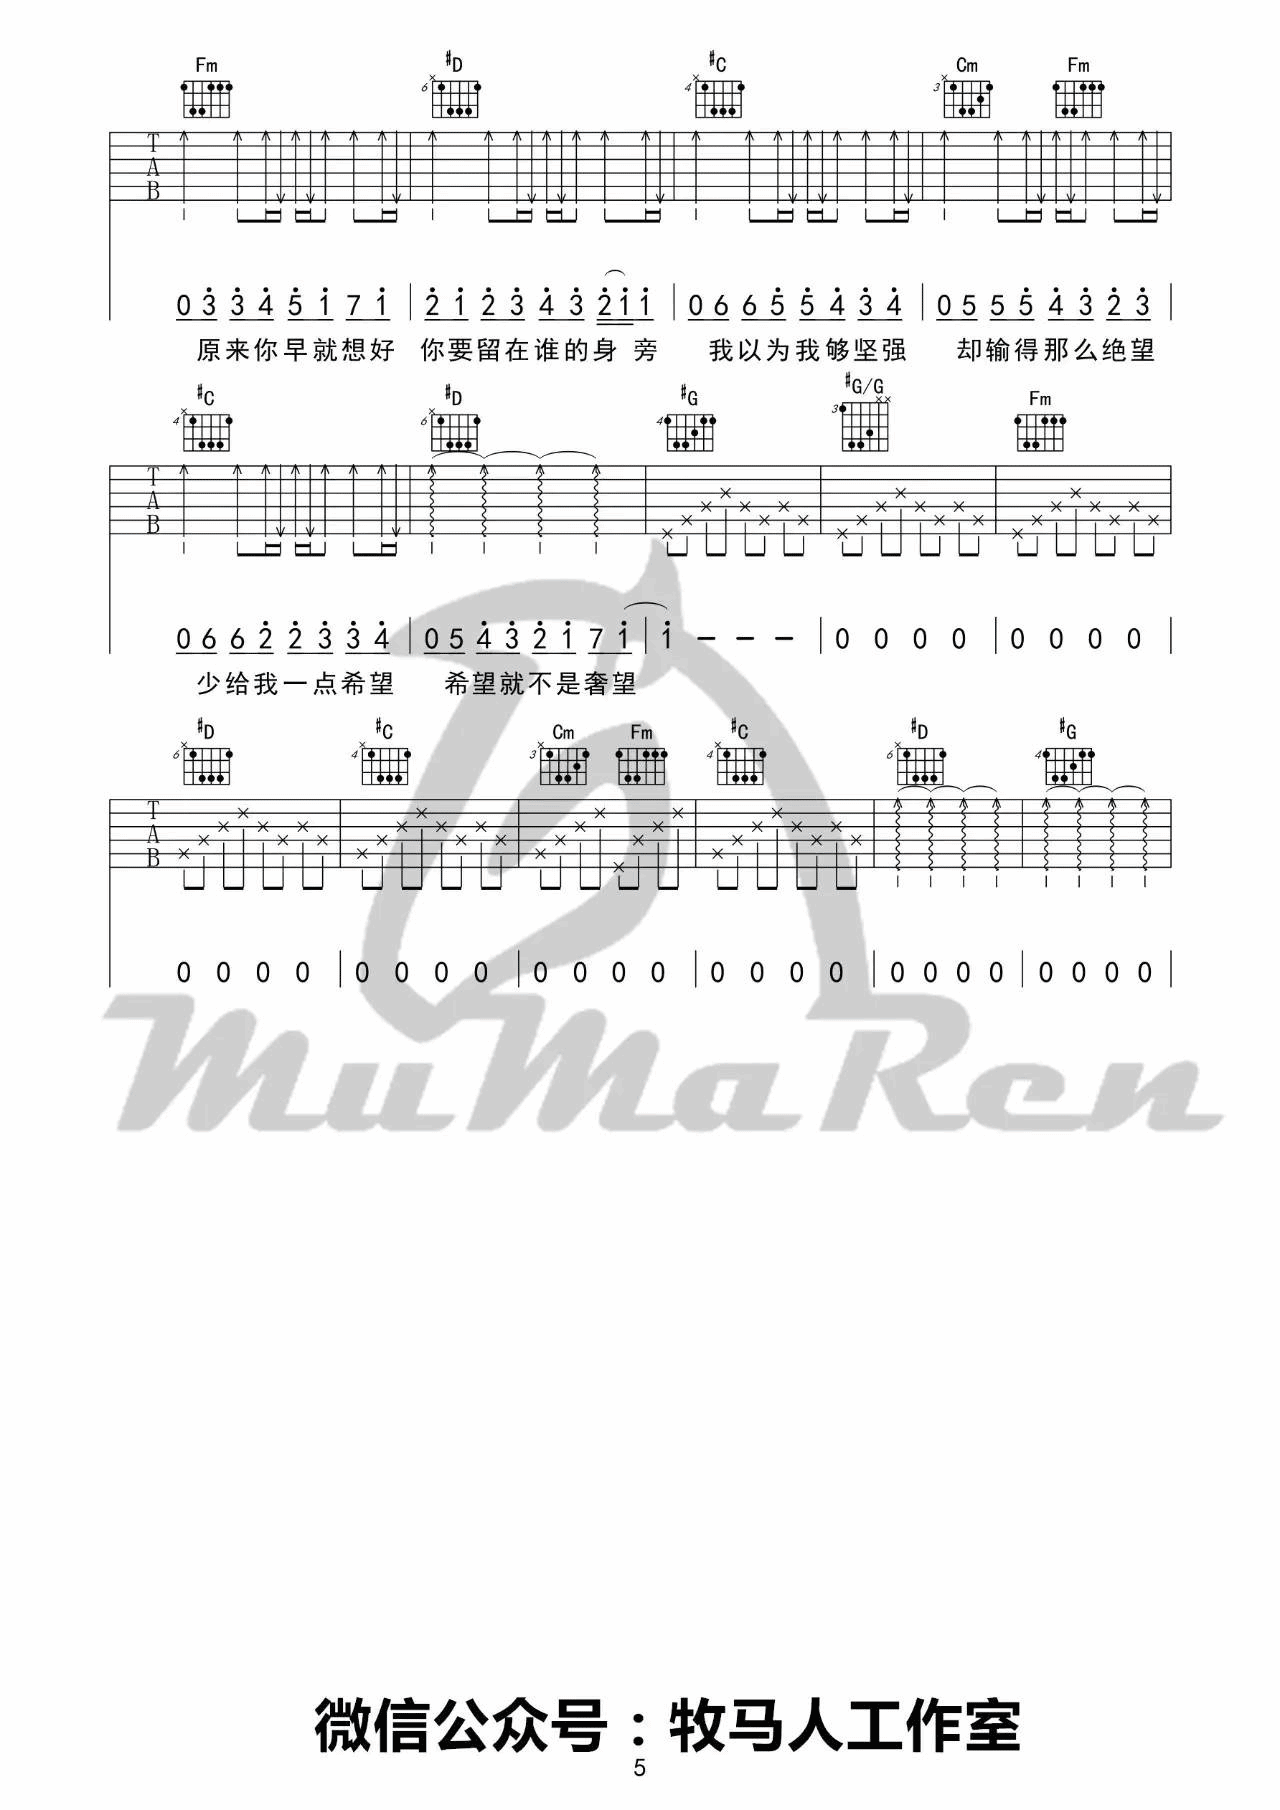 Fm #D #C Cm Fm
6 4 3
T
A
B
0 3 3 4 5 1 7 1 2 1 2 3 4 3 2 1 1 0 6 6 5 5 4 3 4 0 5 5 5 4 3 2 3
原来你早就想好 你要留在谁的身 旁 我以为我够坚强 却输得那么绝望
#C #D #G #G/G Fm
4 6 4 3
T
A
B
0 6 6 2 2 3 3 4 0 5 4 3 2 1 7 1 1 - - - 0 0 0 0 0 0 0 0
少给我一点希望 希望就不是奢望
#D #C Cm Fm #C #D #G
6 4 3 4 6 4
T
A
B
0 0 0 0 0 0 0 0 0 0 0 0 0 0 0 0 0 0 0 0 0 0 0 0
MuMaRen
微信公众号：牧马人工作室
5